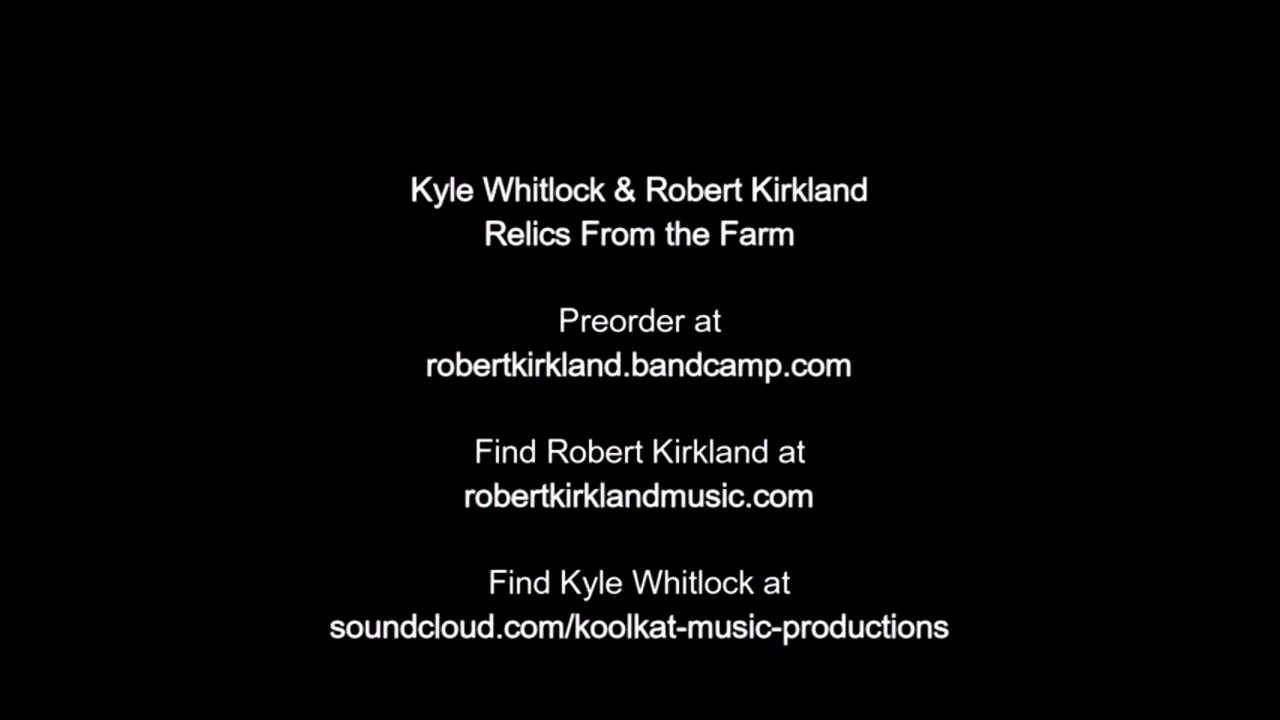 Kyle Whitlock & Robert Kirkland
Relics From the Farm
Preorder at
robertkirkland.bandcamp.com
Find Robert Kirkland at
robertkirklandmusic.com
Find Kyle Whitlock at
soundcloud.com/koolkat-music-productions